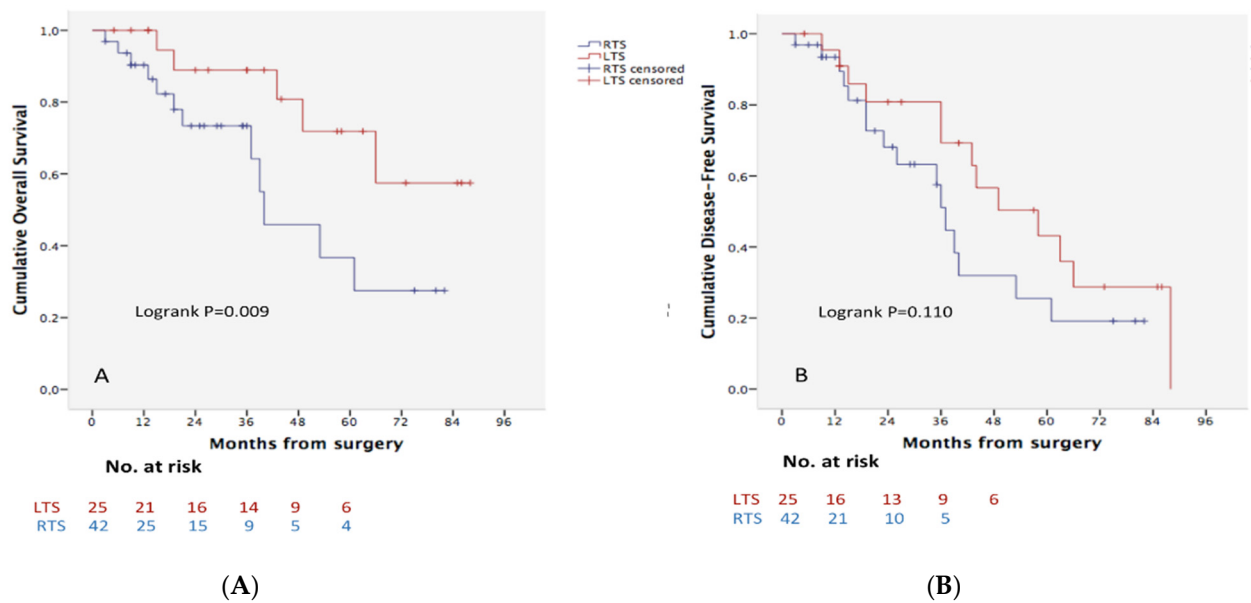 Cumulative Overall Survival
1.0
0.8
0.6
0.4
0.2
0.0
Logrank P=0.009
A
0 12 24 36 48 60 72 84 96
Months from surgery
No. at risk
LTS 25 21 16 14 9 6
RTS 42 25 15 9 5 4
(A)
RTS
LTS
RTS censored
LTS censored
Cumulative Disease-Free Survival
1.0
0.8
0.6
0.4
0.2
0.0
Logrank P=0.110
B
0 12 24 36 48 60 72 84 96
Months from surgery
No. at risk
LTS 25 16 13 9 6
RTS 42 21 10 5
(B)